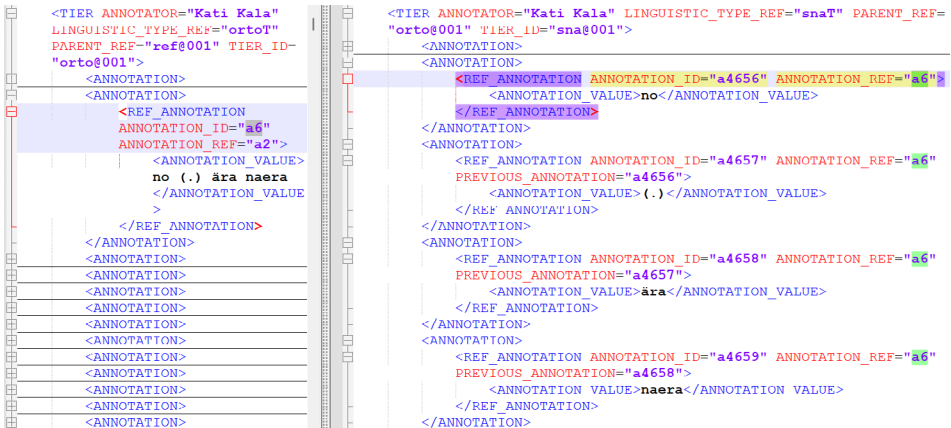 <TIER ANNOTATOR="Kati Kala"
LINGUISTIC_TYPE_REF="ortoT"
PARENT_REF="ref@001" TIER_ID=
"orto@001">
<ANNOTATION>
<ANNOTATION>
<REF_ANNOTATION
ANNOTATION_ID="a6"
ANNOTATION_REF="a2">
<ANNOTATION_VALUE>
no (.) ära naera
</ANNOTATION_VALUE
>
</REF_ANNOTATION>
</ANNOTATION>
<ANNOTATION>
<ANNOTATION>
<ANNOTATION>
<ANNOTATION>
<ANNOTATION>
<ANNOTATION>
<ANNOTATION>
<ANNOTATION>
<ANNOTATION>
<ANNOTATION>
<ANNOTATION>
<TIER ANNOTATOR="Kati Kala" LINGUISTIC_TYPE_REF="snaT" PARENT_REF=
"orto@001" TIER_ID="sna@001">
<ANNOTATION>
<ANNOTATION>
<REF_ANNOTATION ANNOTATION_ID="a4656" ANNOTATION_REF="a6">
<ANNOTATION_VALUE>no</ANNOTATION_VALUE>
</REF_ANNOTATION>
</ANNOTATION>
<ANNOTATION>
<REF_ANNOTATION ANNOTATION_ID="a4657" ANNOTATION_REF="a6"
PREVIOUS_ANNOTATION="a4656">
<ANNOTATION_VALUE>(.)</ANNOTATION_VALUE>
</REF_ANNOTATION>
</ANNOTATION>
<ANNOTATION>
<REF_ANNOTATION ANNOTATION_ID="a4658" ANNOTATION_REF="a6"
PREVIOUS_ANNOTATION="a4657">
<ANNOTATION_VALUE>ära</ANNOTATION_VALUE>
</REF_ANNOTATION>
</ANNOTATION>
<ANNOTATION>
<REF_ANNOTATION ANNOTATION_ID="a4659" ANNOTATION_REF="a6"
PREVIOUS_ANNOTATION="a4658">
<ANNOTATION_VALUE>naera</ANNOTATION_VALUE>
</REF_ANNOTATION>
</ANNOTATION>